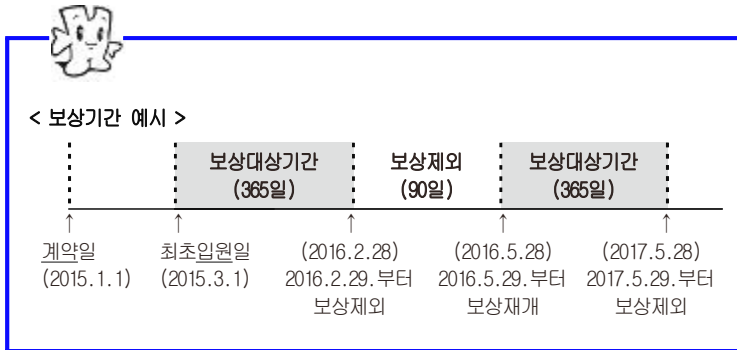 < 보상기간 예시 >
보상대상기간 보상제외 보상대상기간
(365일) (90일) (365일)
계약일 최초입원일 (2016.2.28) (2016.5.28) (2017.5.28)
(2015.1.1) (2015.3.1) 2016.2.29.부터 2016.5.29.부터 2017.5.29.부터
보상제외 보상재개 보상제외